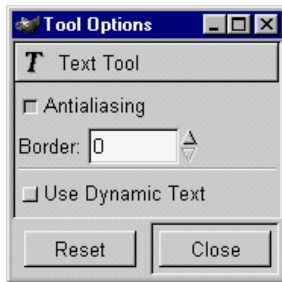 Tool Options
T Text Tool
Antialiasing
Border: 0
Use Dynamic Text
Reset Close